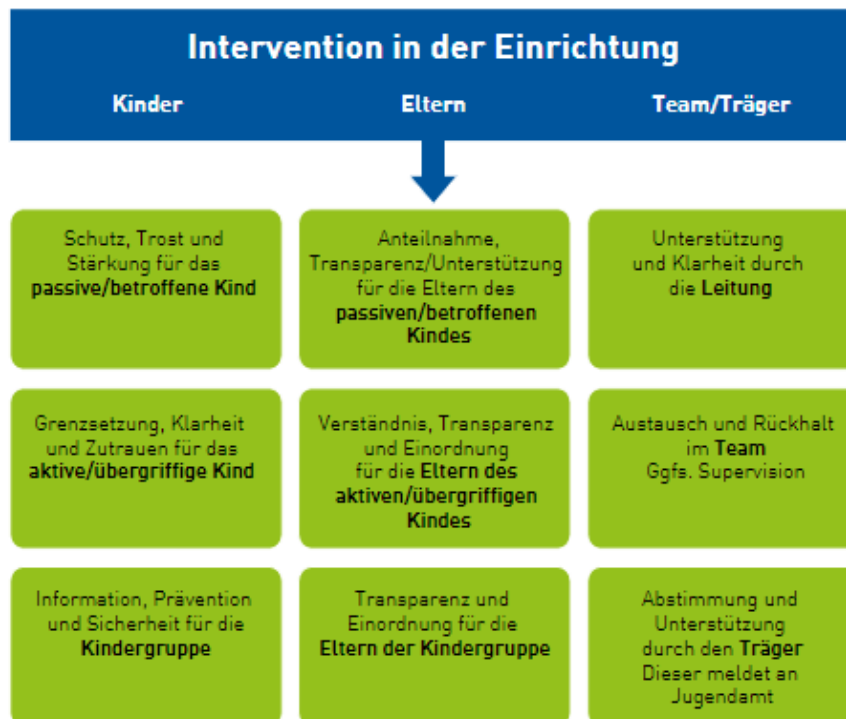 Intervention in der Einrichtung
Kinder
Eltern
Team/Träger
Schutz, Trost und
Stärkung für das
passive/betroffene Kind
Anteilnahme,
Transparenz/Unterstützung
für die Eltern des
passiven/betroffenen
Kindes
Unterstützung
und Klarheit durch
die Leitung
Grenzsetzung, Klarheit
und Zutrauen für das
aktive/übergriffige Kind
Verständnis, Transparenz
und Einordnung
für die Eltern des
aktiven/übergriffigen
Kindes
Austausch und Rückhalt
im Team
Ggfs. Supervision
Information, Prävention
und Sicherheit für die
Kindergruppe
Transparenz und
Einordnung für die
Eltern der Kindergruppe
Abstimmung und
Unterstützung
durch den Träger
Dieser meldet an
Jugendamt